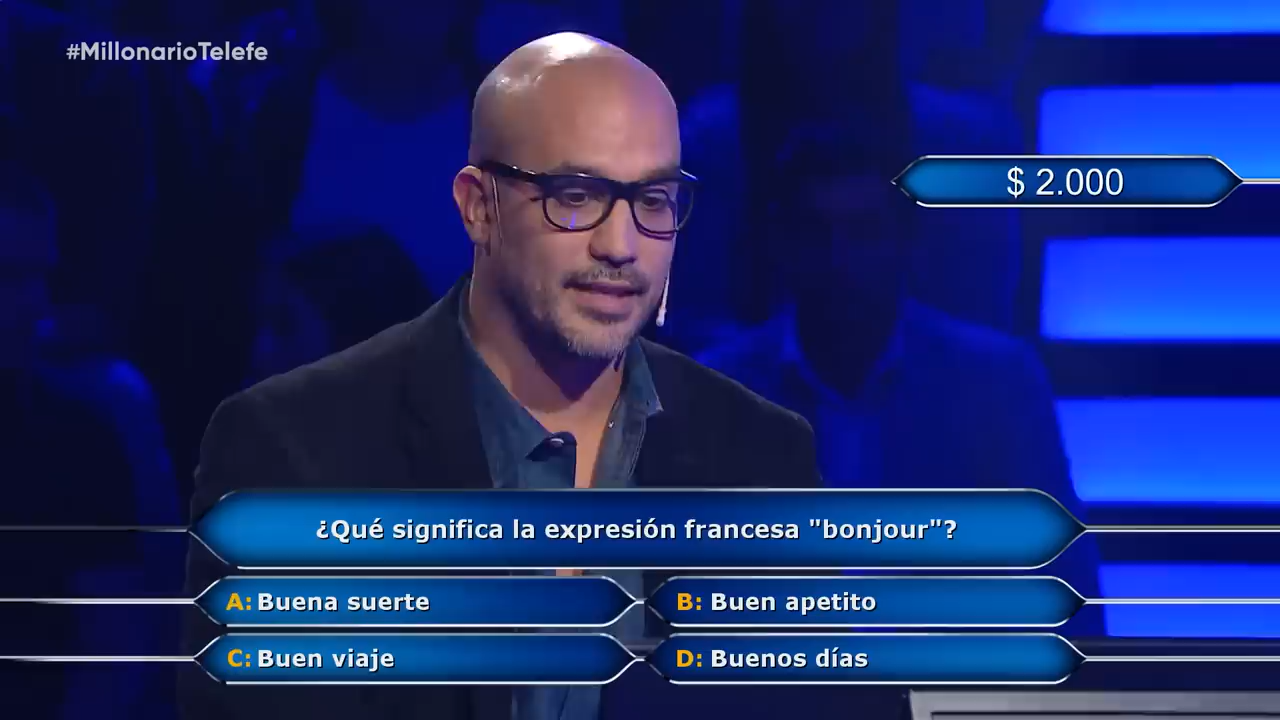 #MillonarioTelefe
$ 2.000
¿Qué significa la expresión francesa "bonjour"?
A: Buena suerte
B: Buen apetito
C: Buen viaje
D: Buenos días